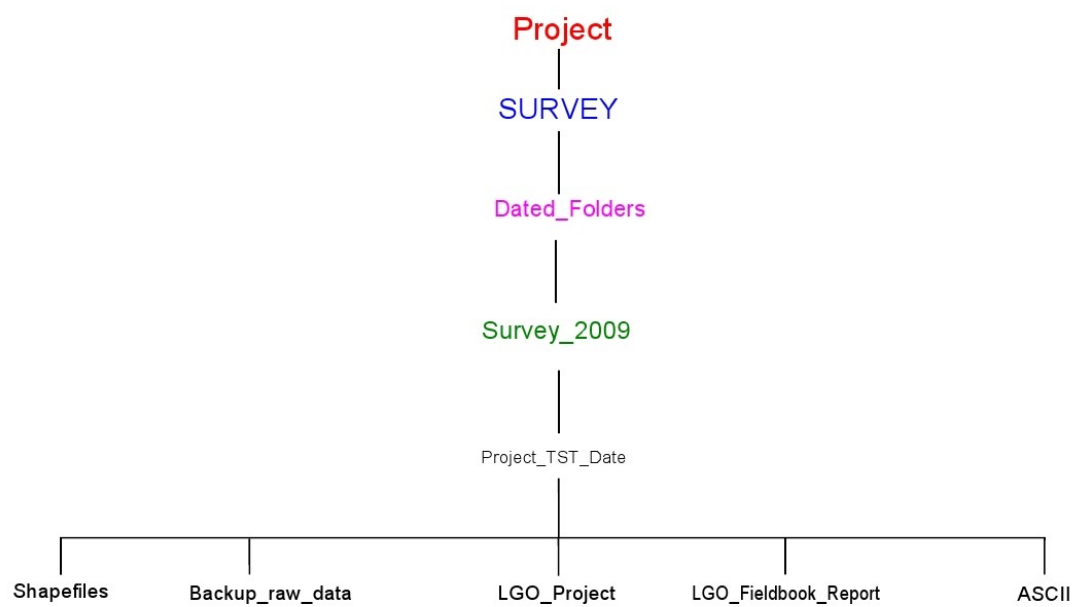 Project
SURVEY
Dated_Folders
Survey_2009
Project_TST_Date
Shapefiles
Backup_raw_data
LGO_Project
LGO_Fieldbook_Report
ASCII